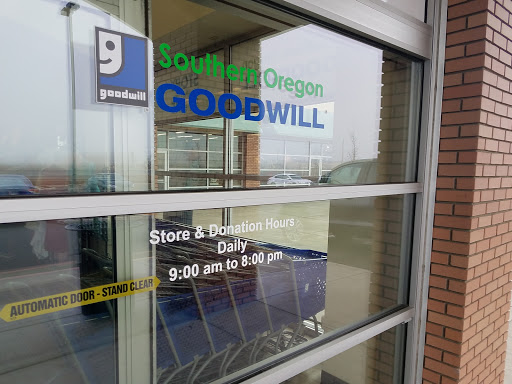 goodwill
Southern Oregon
GOODWILL
Store & Donation Hours
Daily
9:00 am to 8:00 pm
AUTOMATIC DOOR - STAND CLEAR